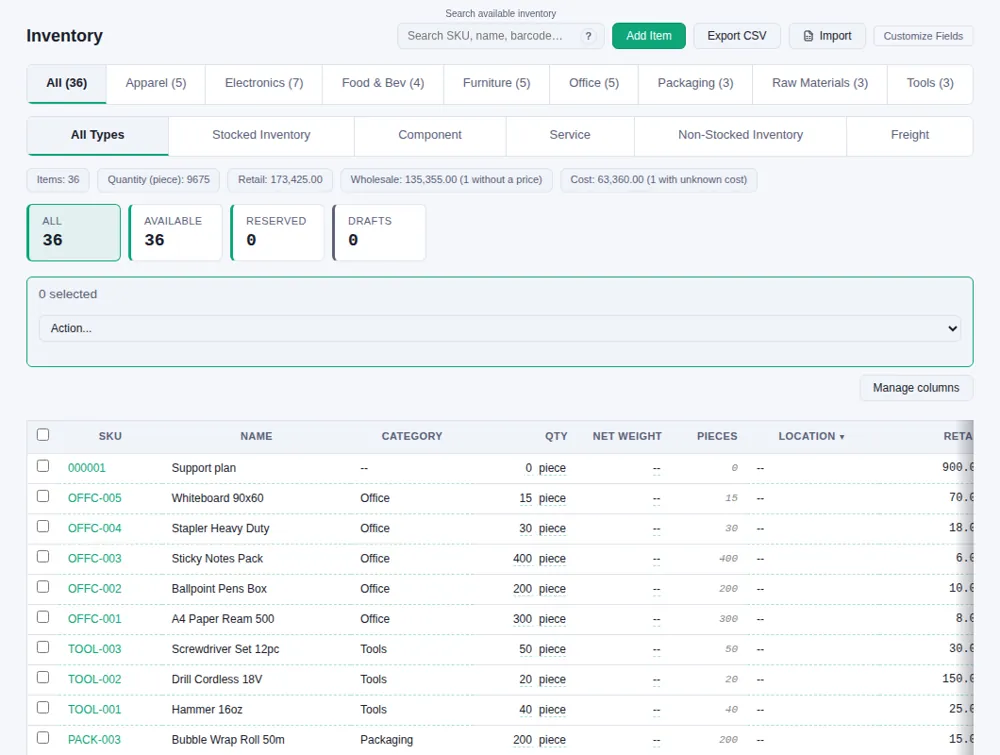 Search available inventory
Inventory
Search SKU, name, barcode… ? Add Item Export CSV Import Customize Fields
All (36) Apparel (5) Electronics (7) Food & Bev (4) Furniture (5) Office (5) Packaging (3) Raw Materials (3) Tools (3)
All Types Stocked Inventory Component Service Non-Stocked Inventory Freight
Items: 36 Quantity (piece): 9675 Retail: 173,425.00 Wholesale: 135,355.00 (1 without a price) Cost: 63,360.00 (1 with unknown cost)
ALL AVAILABLE RESERVED DRAFTS
36 36 0 0
0 selected
Action...
Manage columns
SKU NAME CATEGORY QTY NET WEIGHT PIECES LOCATION ▼ RETA
000001 Support plan -- 0 piece -- 0 -- 900.0
OFFC-005 Whiteboard 90x60 Office 15 piece -- 15 -- 70.0
OFFC-004 Stapler Heavy Duty Office 30 piece -- 30 -- 18.0
OFFC-003 Sticky Notes Pack Office 400 piece -- 400 -- 6.0
OFFC-002 Ballpoint Pens Box Office 200 piece -- 200 -- 10.0
OFFC-001 A4 Paper Ream 500 Office 300 piece -- 300 -- 8.0
TOOL-003 Screwdriver Set 12pc Tools 50 piece -- 50 -- 30.0
TOOL-002 Drill Cordless 18V Tools 20 piece -- 20 -- 150.0
TOOL-001 Hammer 16oz Tools 40 piece -- 40 -- 25.0
PACK-003 Bubble Wrap Roll 50m Packaging 200 piece -- 200 -- 15.0